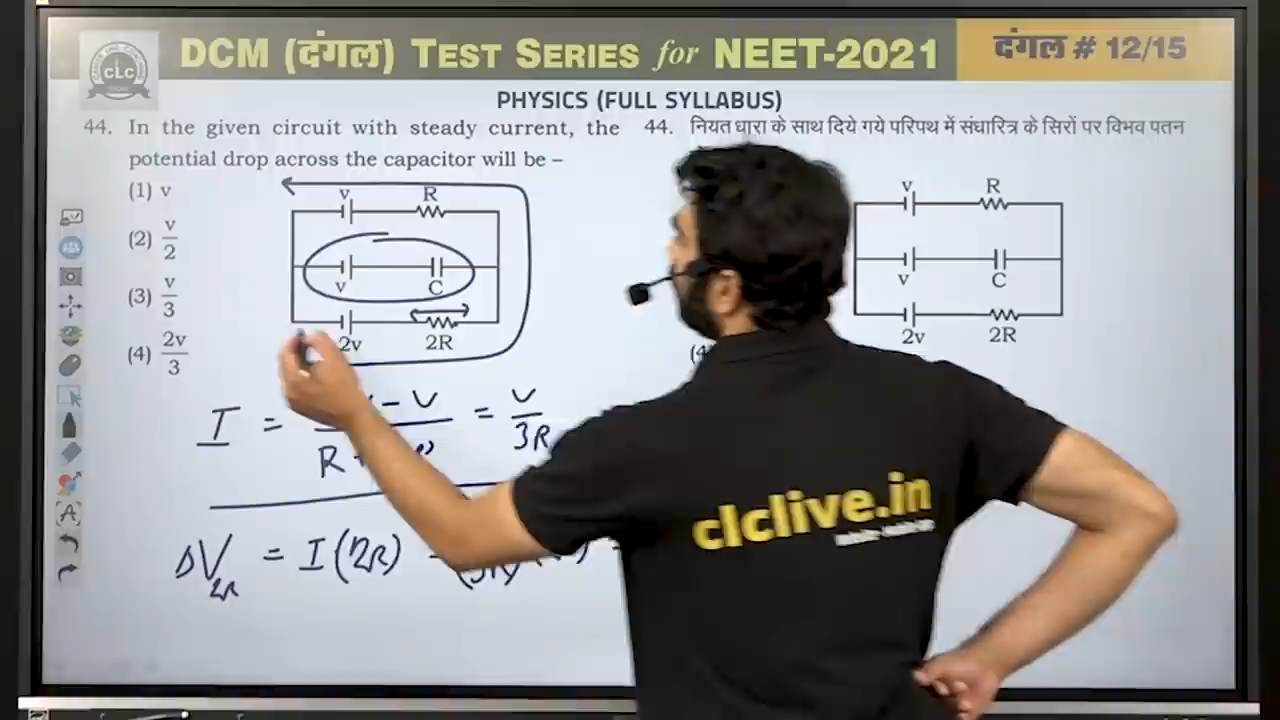 DCM (दंगल) TEST SERIES for NEET-2021
दंगल # 12/15
CLC
PHYSICS (FULL SYLLABUS)
44. In the given circuit with steady current, the
potential drop across the capacitor will be –
(1) v
(2) v/2
(3) v/3
(4) 2v/3
v R
v C
2v 2R
I = - V / R + = V / 3R
ΔV2R = I (2R)
44. नियत धारा के साथ दिये गये परिपथ में संधारित्र के सिरों पर विभव पतन
v R
v C
2v 2R
(4
clclive.in